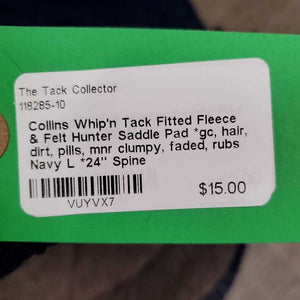 The Tack Collector
118285-10
Collins Whip'n Tack Fitted Fleece
& Felt Hunter Saddle Pad *gc, hair,
dirt, pills, mnr clumpy, faded, rubs
Navy L *24" Spine
$15.00
VUYVX7